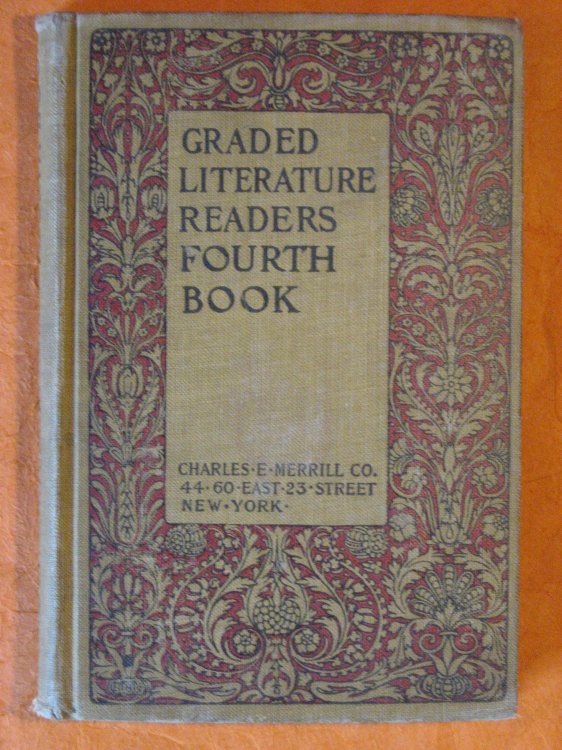 GRADED
LITERATURE
READERS
FOURTH
BOOK
CHARLES·E·MERRILL CO.
44·60·EAST·23·STREET
NEW·YORK·